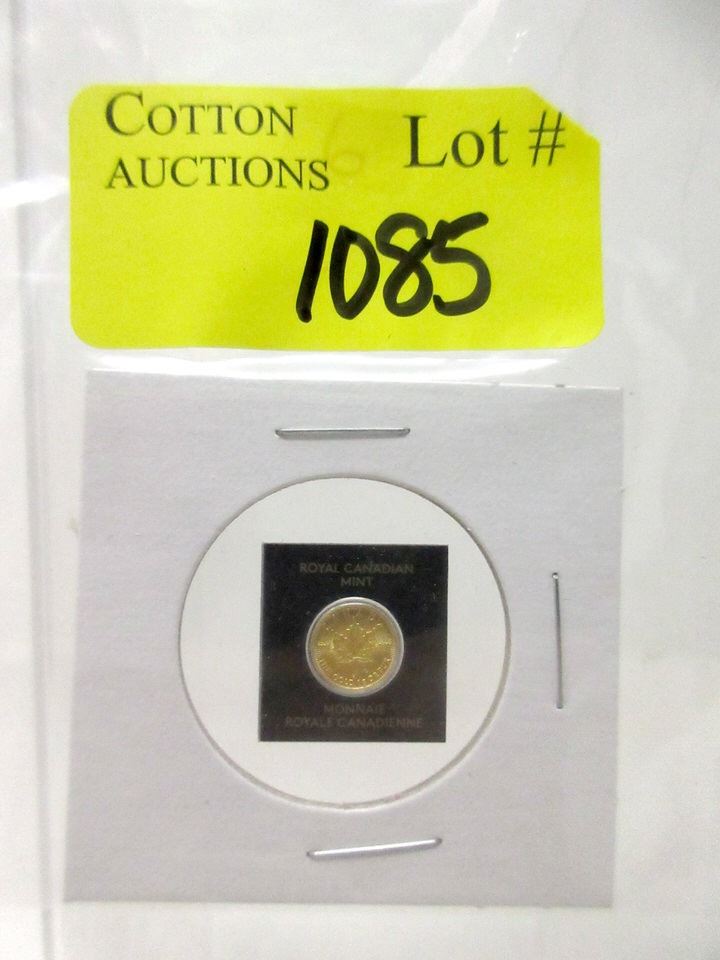 COTTON
AUCTIONS
Lot #
1085
ROYAL CANADIAN
MINT
MONNAIE
ROYALE CANADIENNE